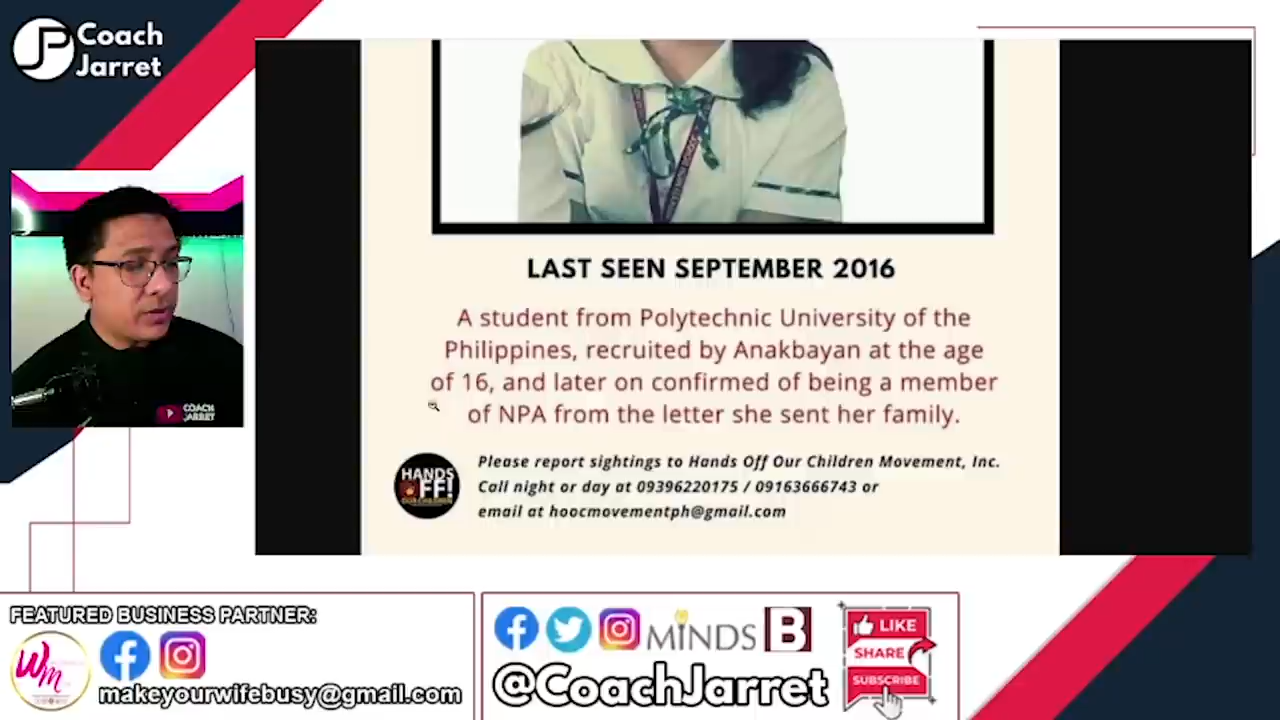 Coach
Jarret
LAST SEEN SEPTEMBER 2016
A student from Polytechnic University of the
Philippines, recruited by Anakbayan at the age
of 16, and later on confirmed of being a member
of NPA from the letter she sent her family.
HANDS
OFF!
Please report sightings to Hands Off Our Children Movement, Inc.
Call night or day at 09396220175 / 09163666743 or
email at hoocmovementph@gmail.com
COACH
JARRET
FEATURED BUSINESS PARTNER:
Wm
makeyourwifebusy@gmail.com
MINDS
B
@CoachJarret
LIKE
SHARE
SUBSCRIBE